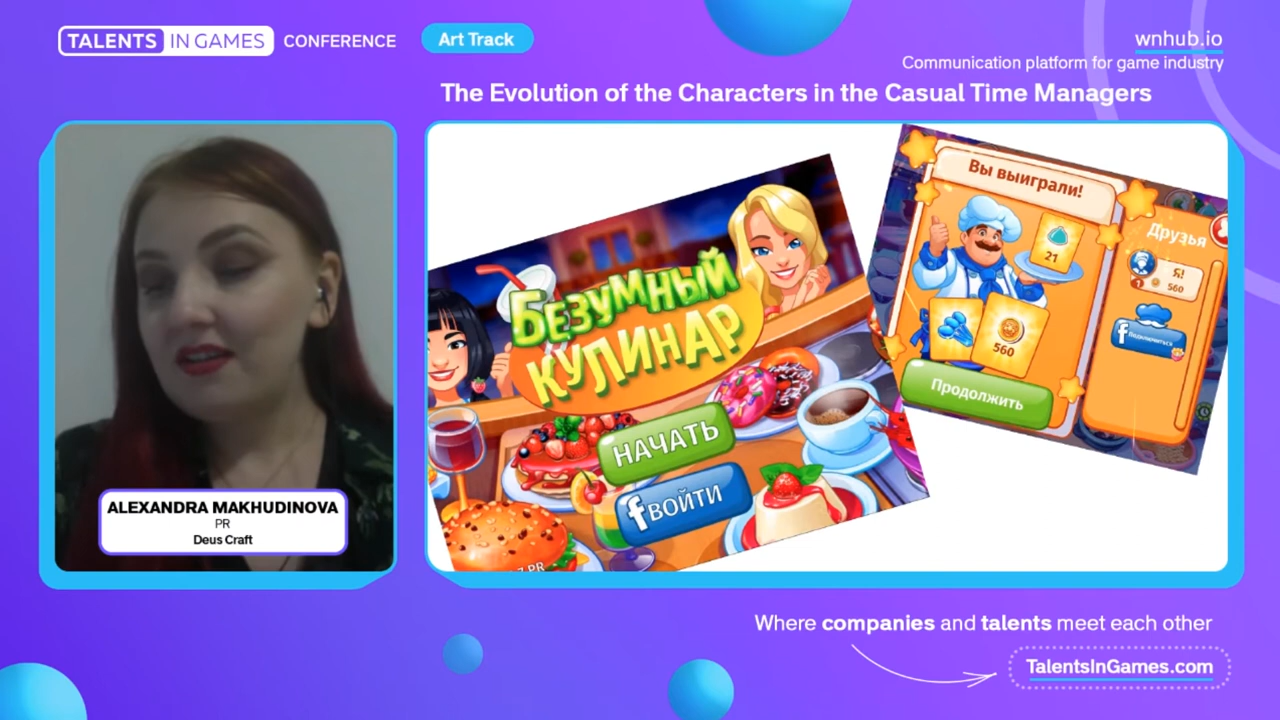 TALENTS IN GAMES CONFERENCE
Art Track
wnhub.io
Communication platform for game industry
The Evolution of the Characters in the Casual Time Managers
БЕЗУМНЫЙ
КУЛИНАР
НАЧАТЬ
f ВОЙТИ
Вы выиграли!
21
560
Продолжить
Друзья
Я!
560
f Подключиться
ALEXANDRA MAKHUDINOVA
PR
Deus Craft
Where companies and talents meet each other
TalentsInGames.com